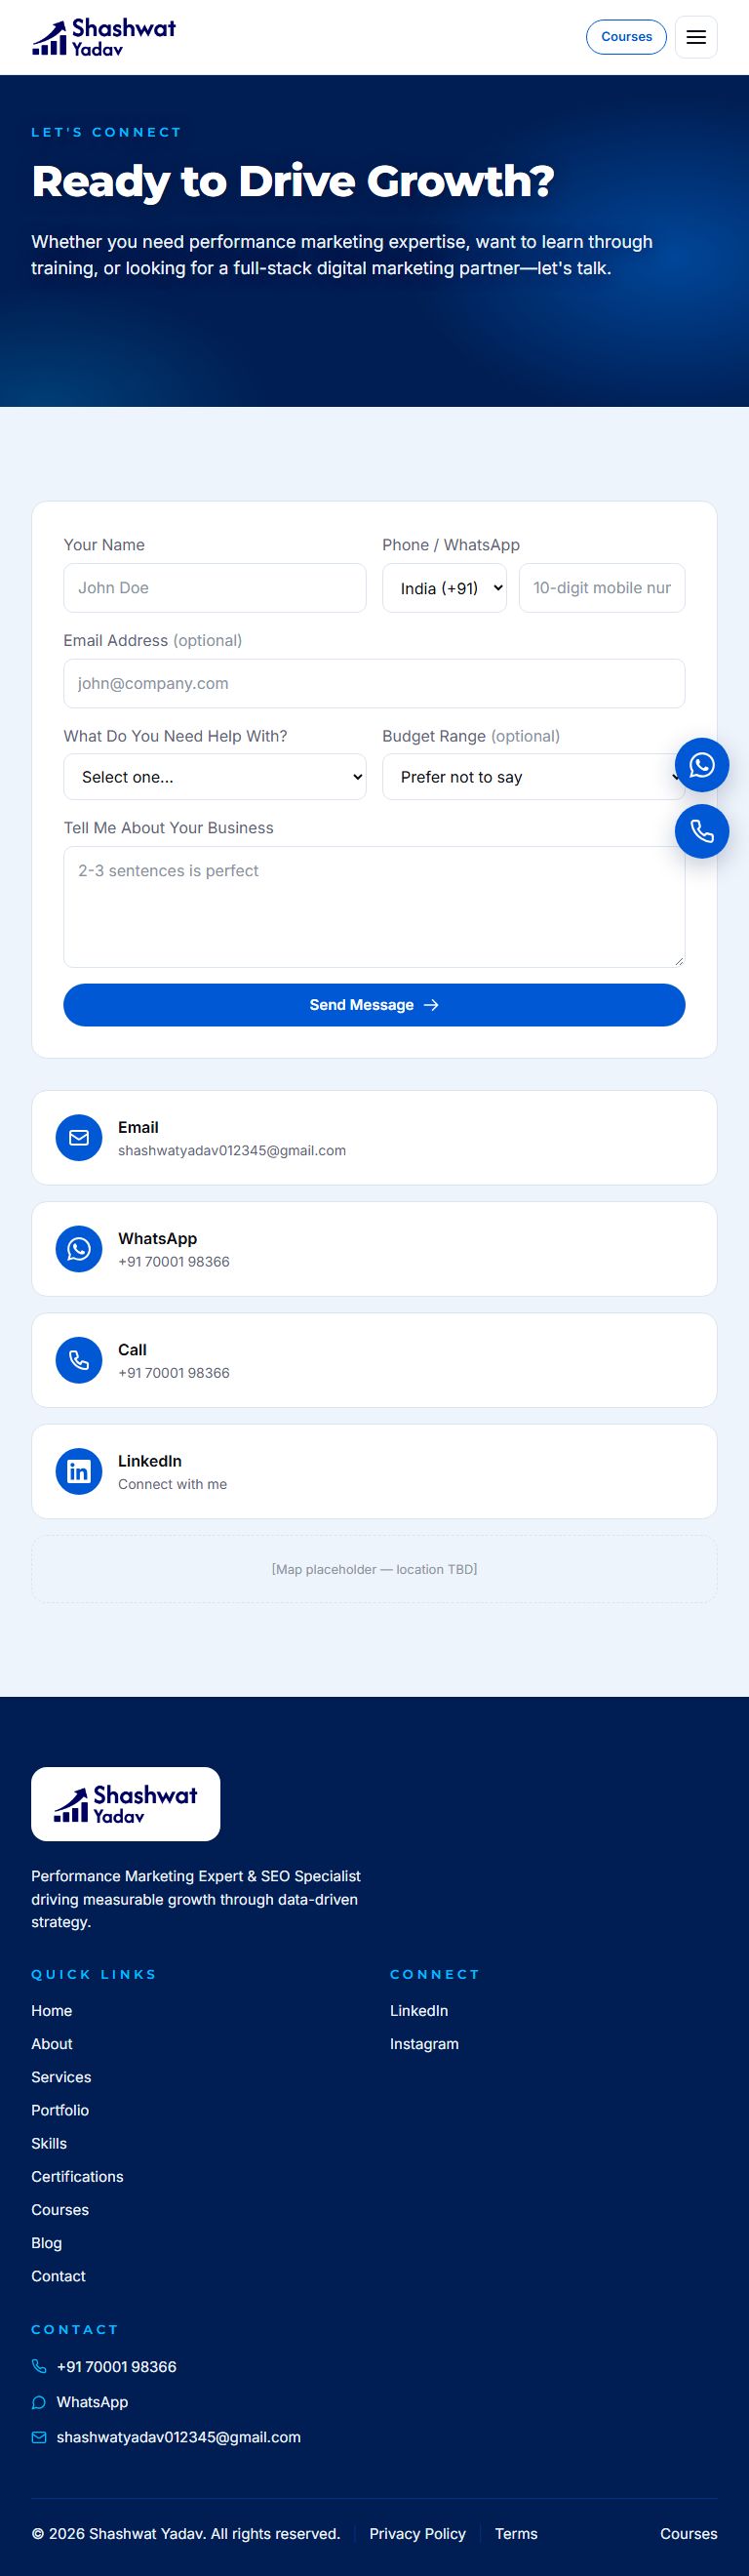 Shashwat
Yadav
Courses
LET'S CONNECT
Ready to Drive Growth?
Whether you need performance marketing expertise, want to learn through
training, or looking for a full-stack digital marketing partner—let's talk.
Your Name
Phone / WhatsApp
John Doe
India (+91)
10-digit mobile nur
Email Address (optional)
john@company.com
What Do You Need Help With?
Budget Range (optional)
Select one...
Prefer not to say
Tell Me About Your Business
2-3 sentences is perfect
Send Message →
Email
shashwatyadav012345@gmail.com
WhatsApp
+91 70001 98366
Call
+91 70001 98366
LinkedIn
Connect with me
[Map placeholder — location TBD]
Shashwat
Yadav
Performance Marketing Expert & SEO Specialist
driving measurable growth through data-driven
strategy.
QUICK LINKS
Home
About
Services
Portfolio
Skills
Certifications
Courses
Blog
Contact
CONNECT
LinkedIn
Instagram
CONTACT
+91 70001 98366
WhatsApp
shashwatyadav012345@gmail.com
© 2026 Shashwat Yadav. All rights reserved.
Privacy Policy
Terms
Courses